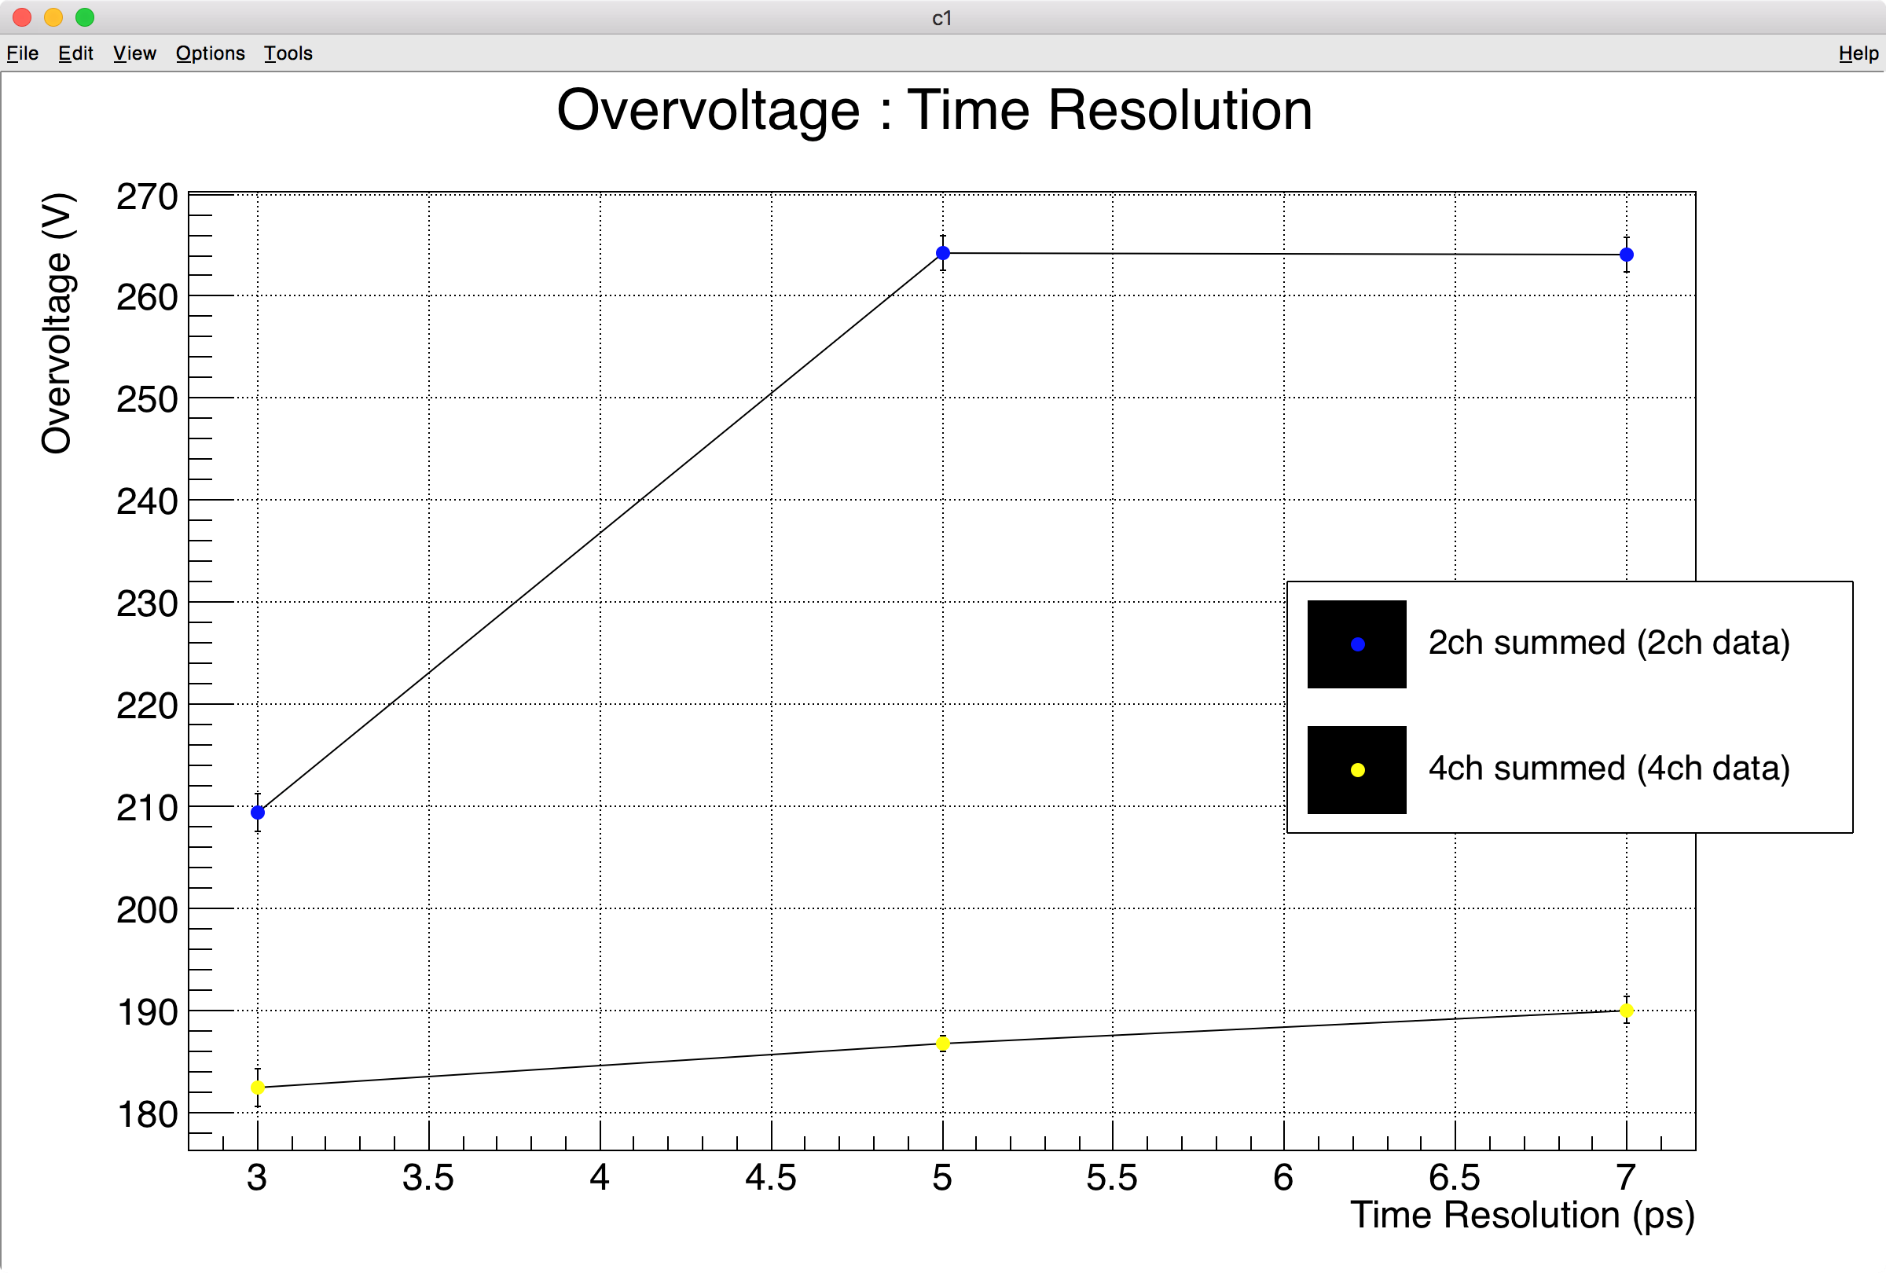 c1
File Edit View Options Tools Help
Overvoltage : Time Resolution
Overvoltage (V)
270
260
250
240
230
220
210
200
190
180
2ch summed (2ch data)
4ch summed (4ch data)
3 3.5 4 4.5 5 5.5 6 6.5 7
Time Resolution (ps)